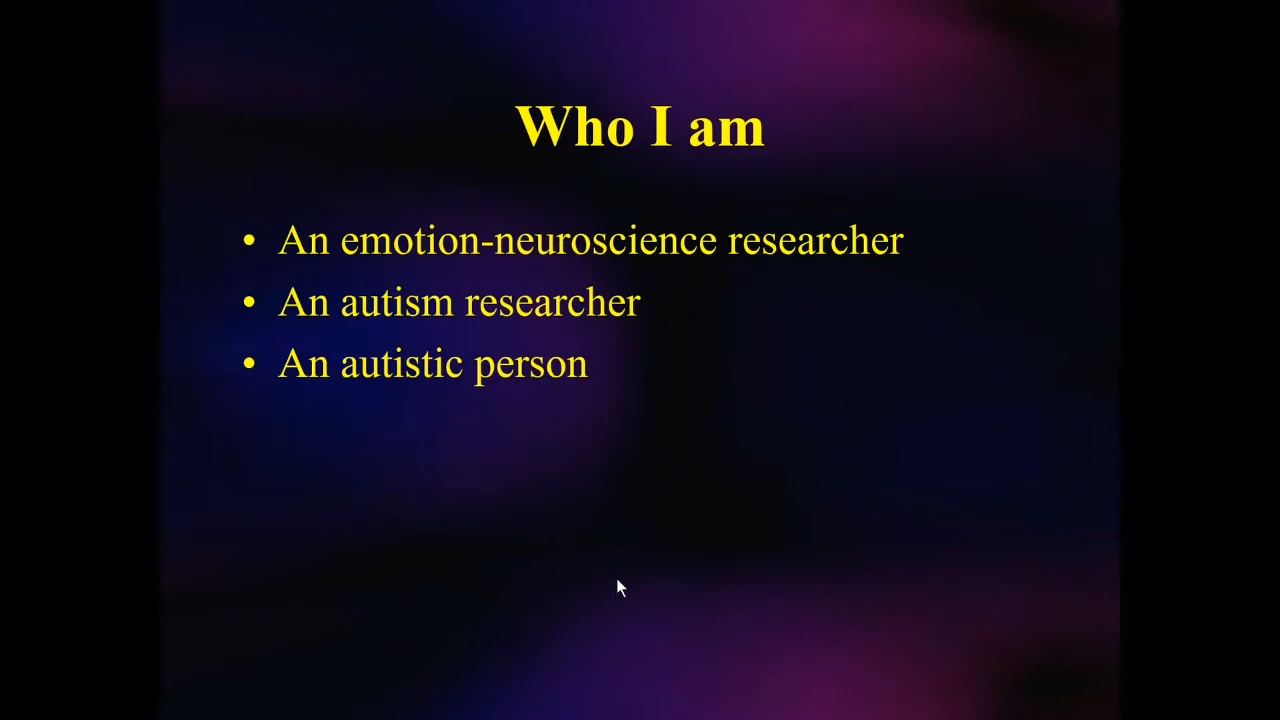 Who I am
• An emotion-neuroscience researcher
• An autism researcher
• An autistic person